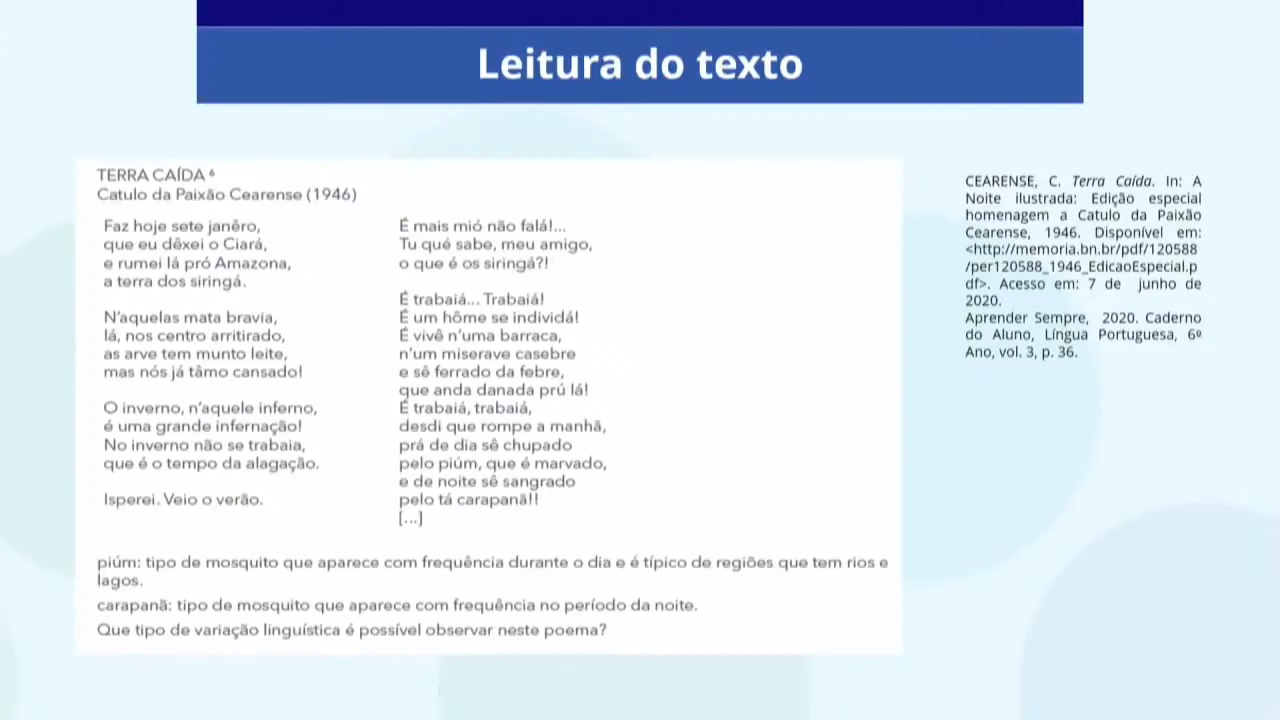 Leitura do texto
TERRA CAÍDA ⁶
Catulo da Paixão Cearense (1946)
Faz hoje sete janêro,
que eu dêxei o Ciará,
e rumei lá pró Amazona,
a terra dos siringá.
N'aquelas mata bravia,
lá, nos centro arritirado,
as arve tem munto leite,
mas nós já tâmo cansado!
O inverno, n'aquele inferno,
é uma grande infernação!
No inverno não se trabaia,
que é o tempo da alagação.
Isperei. Veio o verão.
É mais mió não falá!...
Tu qué sabe, meu amigo,
o que é os siringá?!
É trabaiá... Trabaiá!
É um hôme se individá!
É vivê n'uma barraca,
n'um miserave casebre
e sê ferrado da febre,
que anda danada prú lá!
É trabaiá, trabaiá,
desdi que rompe a manhã,
prá de dia sê chupado
pelo piúm, que é marvado,
e de noite sê sangrado
pelo tá carapanã!!
[...]
piúm: tipo de mosquito que aparece com frequência durante o dia e é típico de regiões que tem rios e
lagos.
carapanã: tipo de mosquito que aparece com frequência no período da noite.
Que tipo de variação linguística é possível observar neste poema?
CEARENSE, C. Terra Caída. In: A
Noite ilustrada: Edição especial
homenagem a Catulo da Paixão
Cearense, 1946. Disponível em:
<http://memoria.bn.br/pdf/120588
/per120588_1946_EdicaoEspecial.p
df>. Acesso em: 7 de junho de
2020.
Aprender Sempre, 2020. Caderno
do Aluno, Língua Portuguesa, 6º
Ano, vol. 3, p. 36.